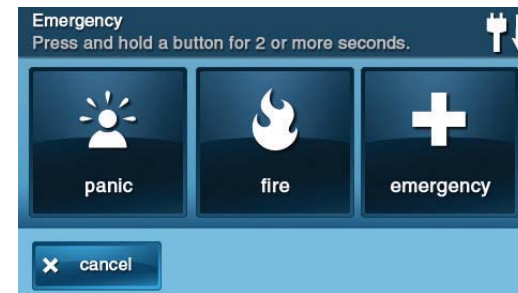 Emergency
Press and hold a button for 2 or more seconds.
panic
fire
emergency
cancel